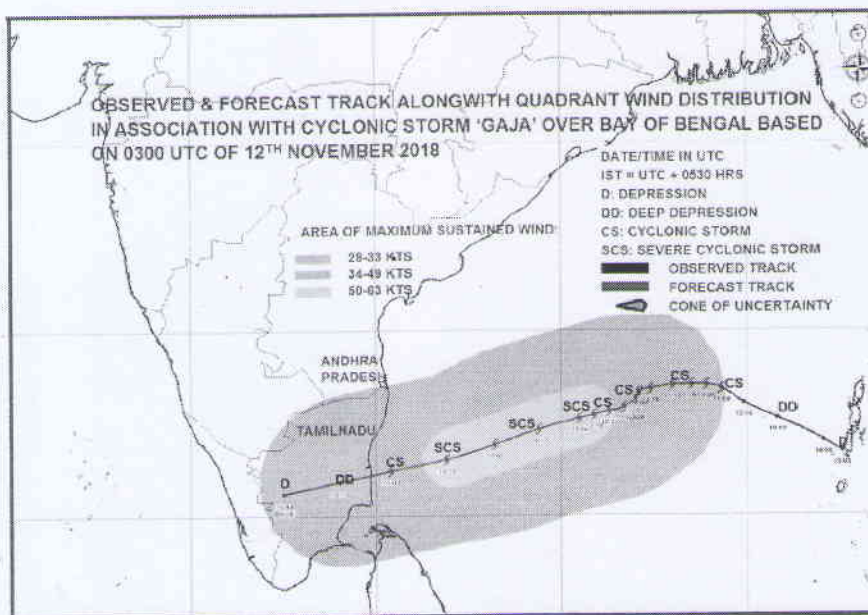 OBSERVED & FORECAST TRACK ALONGWITH QUADRANT WIND DISTRIBUTION
IN ASSOCIATION WITH CYCLONIC STORM 'GAJA' OVER BAY OF BENGAL BASED
ON 0300 UTC OF 12TH NOVEMBER 2018
DATE/TIME IN UTC
IST = UTC + 0530 HRS
D: DEPRESSION
DD: DEEP DEPRESSION
CS: CYCLONIC STORM
SCS: SEVERE CYCLONIC STORM
OBSERVED TRACK
FORECAST TRACK
CONE OF UNCERTAINTY
AREA OF MAXIMUM SUSTAINED WIND:
28-33 KTS
34-49 KTS
50-63 KTS
ANDHRA
PRADESH
TAMILNADU
D
DD
CS
SCS
SCS
SCS
CS
CS
CS
CS
DD
D